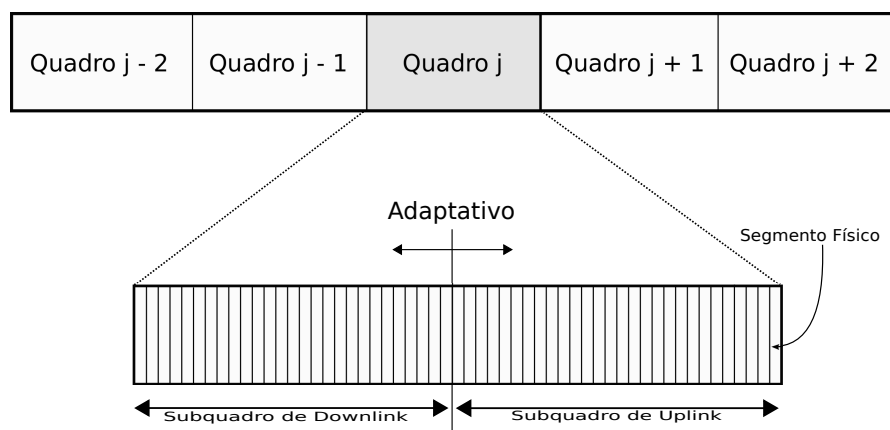 Quadro j - 2
Quadro j - 1
Quadro j
Quadro j + 1
Quadro j + 2
Adaptativo
Segmento Físico
Subquadro de Downlink
Subquadro de Uplink